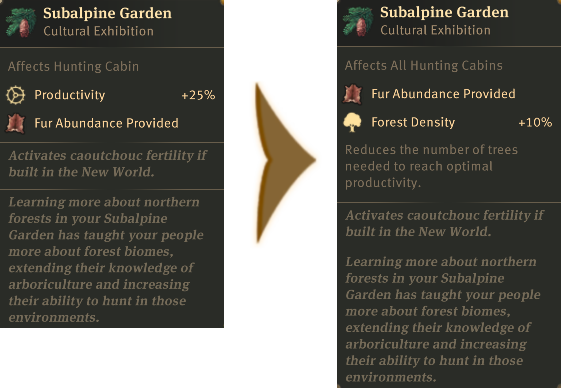 Subalpine Garden
Cultural Exhibition
Affects Hunting Cabin
Productivity +25%
Fur Abundance Provided
Activates caoutchouc fertility if
built in the New World.
Learning more about northern
forests in your Subalpine
Garden has taught your people
more about forest biomes,
extending their knowledge of
arboriculture and increasing
their ability to hunt in those
environments.
Subalpine Garden
Cultural Exhibition
Affects All Hunting Cabins
Fur Abundance Provided
Forest Density +10%
Reduces the number of trees
needed to reach optimal
productivity.
Activates caoutchouc fertility if
built in the New World.
Learning more about northern
forests in your Subalpine
Garden has taught your people
more about forest biomes,
extending their knowledge of
arboriculture and increasing
their ability to hunt in those
environments.